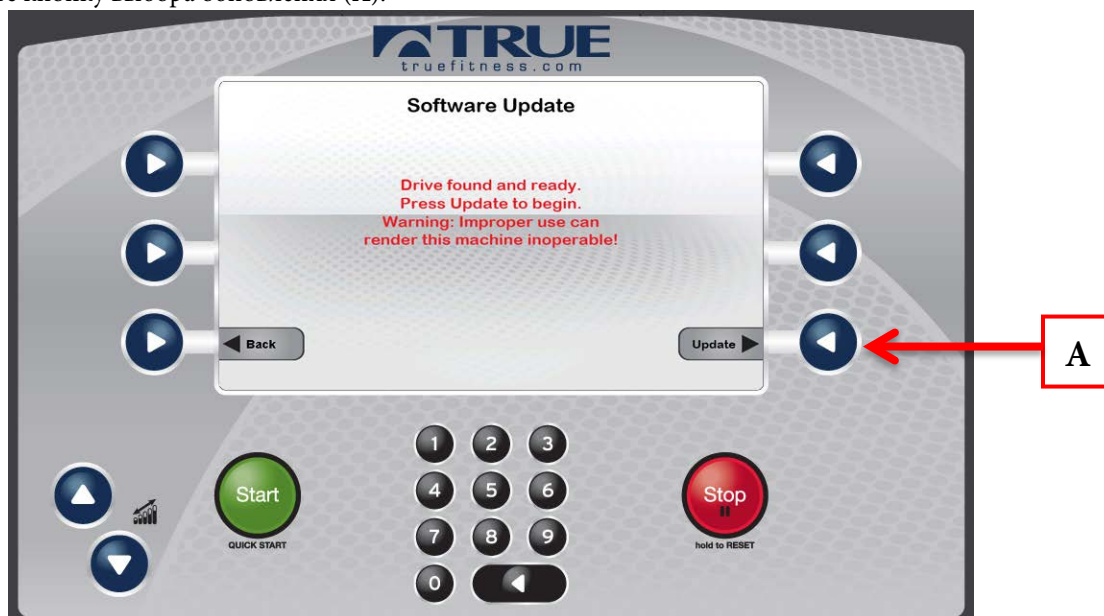 TRUE
truefitness.com
Software Update
Drive found and ready.
Press Update to begin.
Warning: Improper use can
render this machine inoperable!
Back
Update
A
1 2 3
4 5 6
7 8 9
0
Start
QUICK START
Stop
hold to RESET